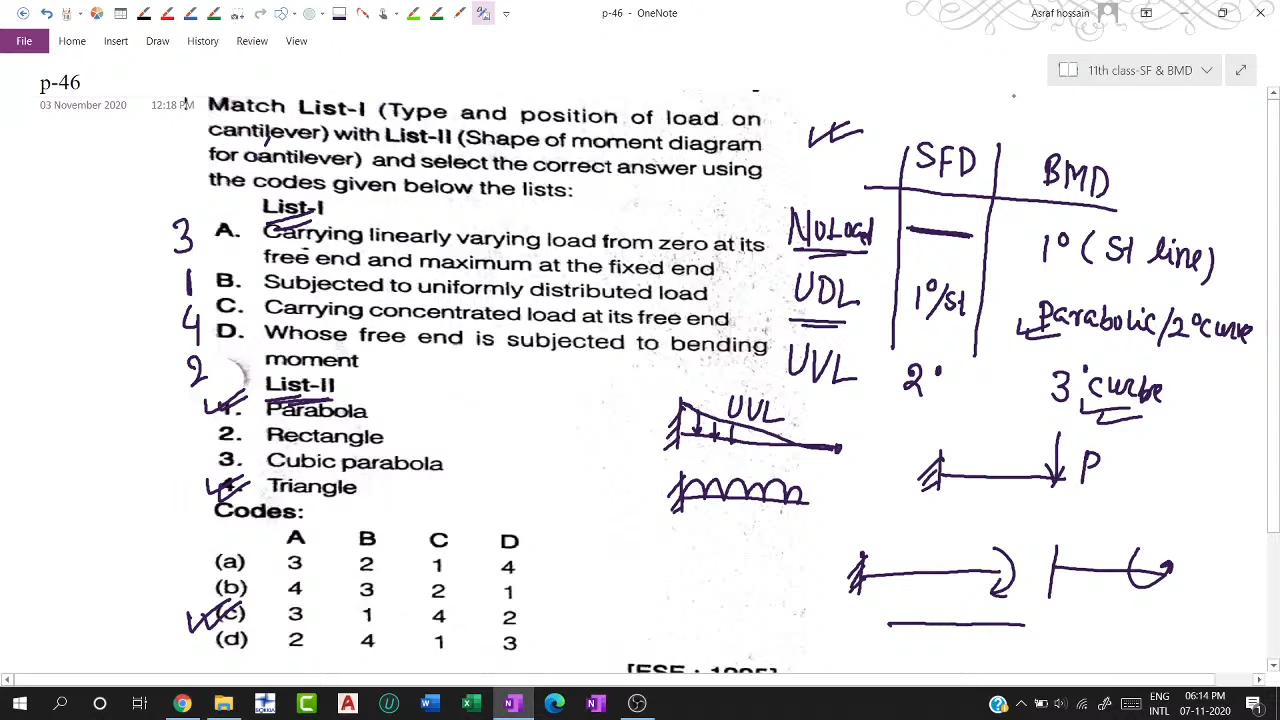 p-46 - OneNote
Asraf hossain
File Home Insert Draw History Review View
11th class-SF & BMD
p-46
03 November 2020 12:18 PM
Match List-I (Type and position of load on
cantilever) with List-II (Shape of moment diagram
for cantilever) and select the correct answer using
the codes given below the lists:
List-I
3 A. Carrying linearly varying load from zero at its
free end and maximum at the fixed end
1 B. Subjected to uniformly distributed load
4 C. Carrying concentrated load at its free end
2 D. Whose free end is subjected to bending
moment
List-II
1. Parabola
2. Rectangle
3. Cubic parabola
4. Triangle
Codes:
A B C D
(a) 3 2 1 4
(b) 4 3 2 1
(c) 3 1 4 2
(d) 2 4 1 3
SFD BMD
No Load 1° (St line)
UDL 1°/St Parabolic/2°curve
UVL 2° 3°curve
UVL
P
ENG 06:14 PM
INTL 07-11-2020